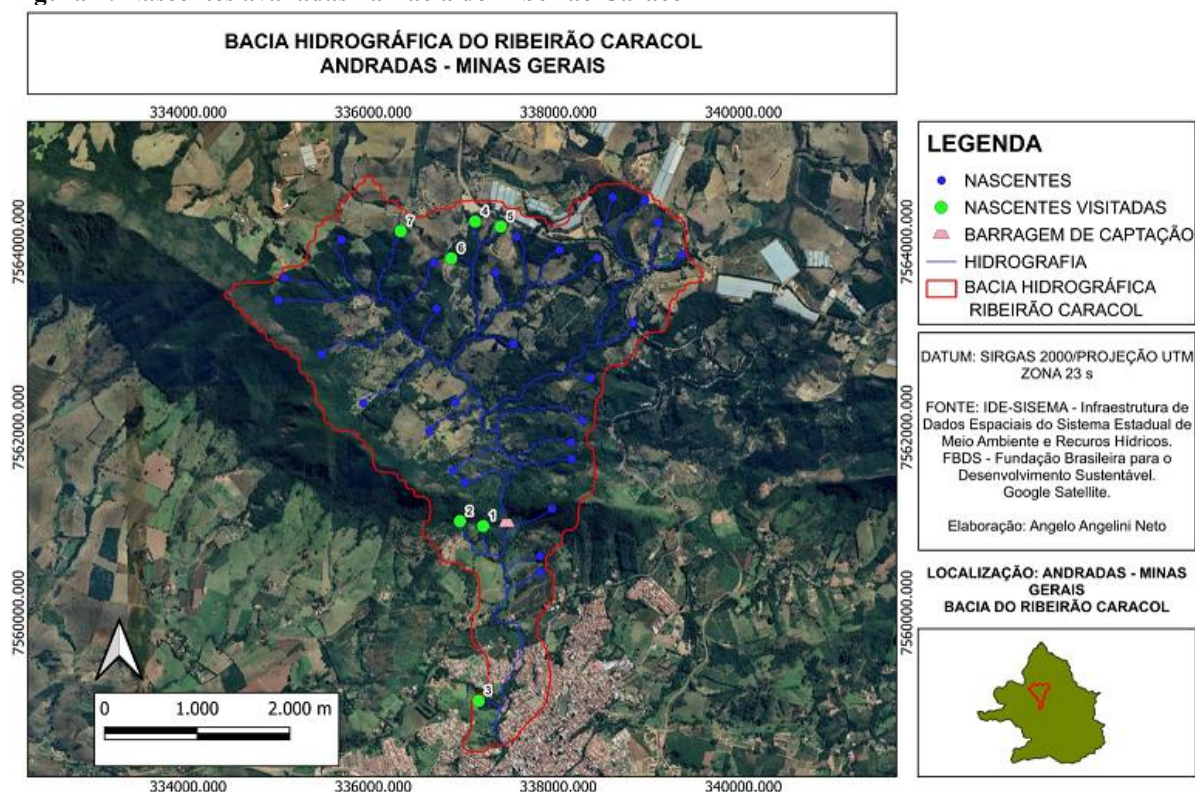 BACIA HIDROGRÁFICA DO RIBEIRÃO CARACOL
ANDRADAS - MINAS GERAIS
334000.000 336000.000 338000.000 340000.000
7564000.000
7562000.000
7560000.000
7
4
5
6
2
1
3
0 1.000 2.000 m
334000.000 336000.000 338000.000 340000.000
7564000.000
7562000.000
7560000.000
LEGENDA
NASCENTES
NASCENTES VISITADAS
BARRAGEM DE CAPTAÇÃO
HIDROGRAFIA
BACIA HIDROGRÁFICA
RIBEIRÃO CARACOL
DATUM: SIRGAS 2000/PROJEÇÃO UTM
ZONA 23 s
FONTE: IDE-SISEMA - Infraestrutura de
Dados Espaciais do Sistema Estadual de
Meio Ambiente e Recuros Hídricos.
FBDS - Fundação Brasileira para o
Desenvolvimento Sustentável.
Google Satellite.
Elaboração: Angelo Angelini Neto
LOCALIZAÇÃO: ANDRADAS - MINAS
GERAIS
BACIA DO RIBEIRÃO CARACOL